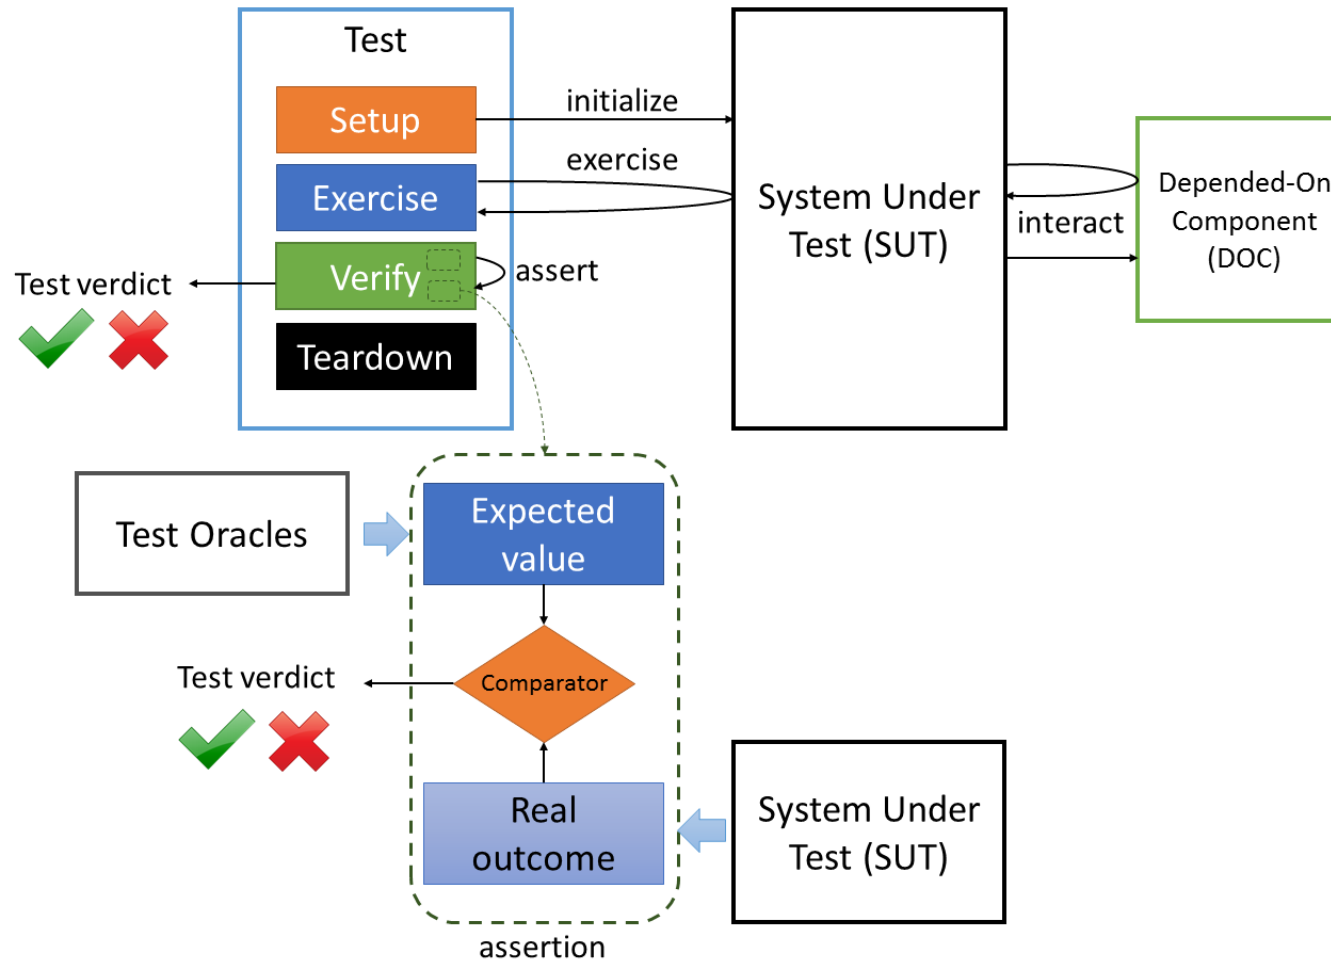 Test
Setup
initialize
exercise
Exercise
System Under
Test (SUT)
Depended-On
Component
(DOC)
interact
Verify
assert
Test verdict
Teardown
Test Oracles
Expected
value
Comparator
Test verdict
Real
outcome
System Under
Test (SUT)
assertion